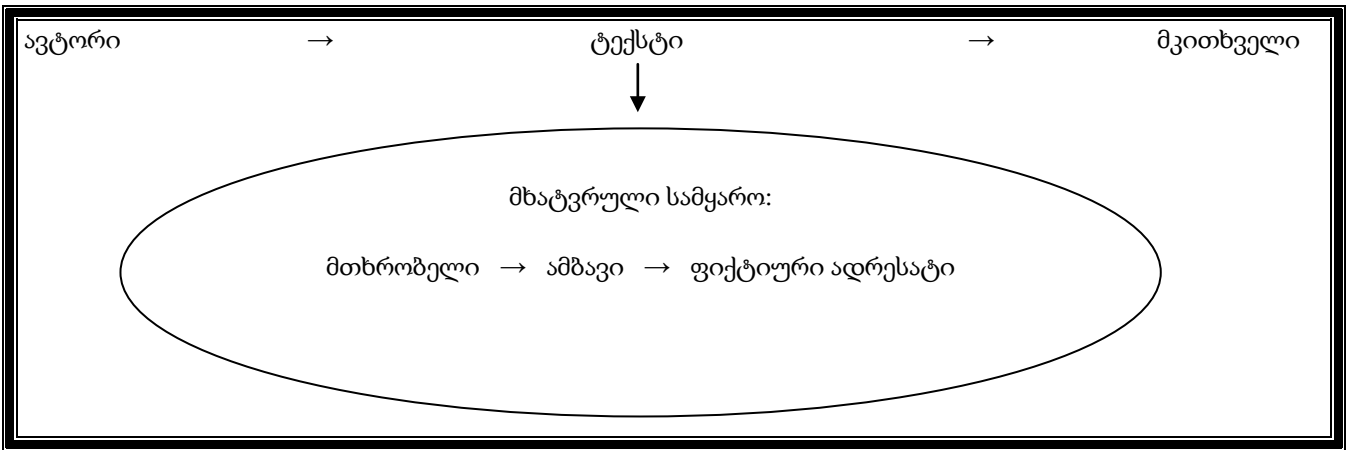 ავტორი → ტექსტი → მკითხველი
მხატვრული სამყარო:
მთხრობელი → ამბავი → ფიქტიური ადრესატი